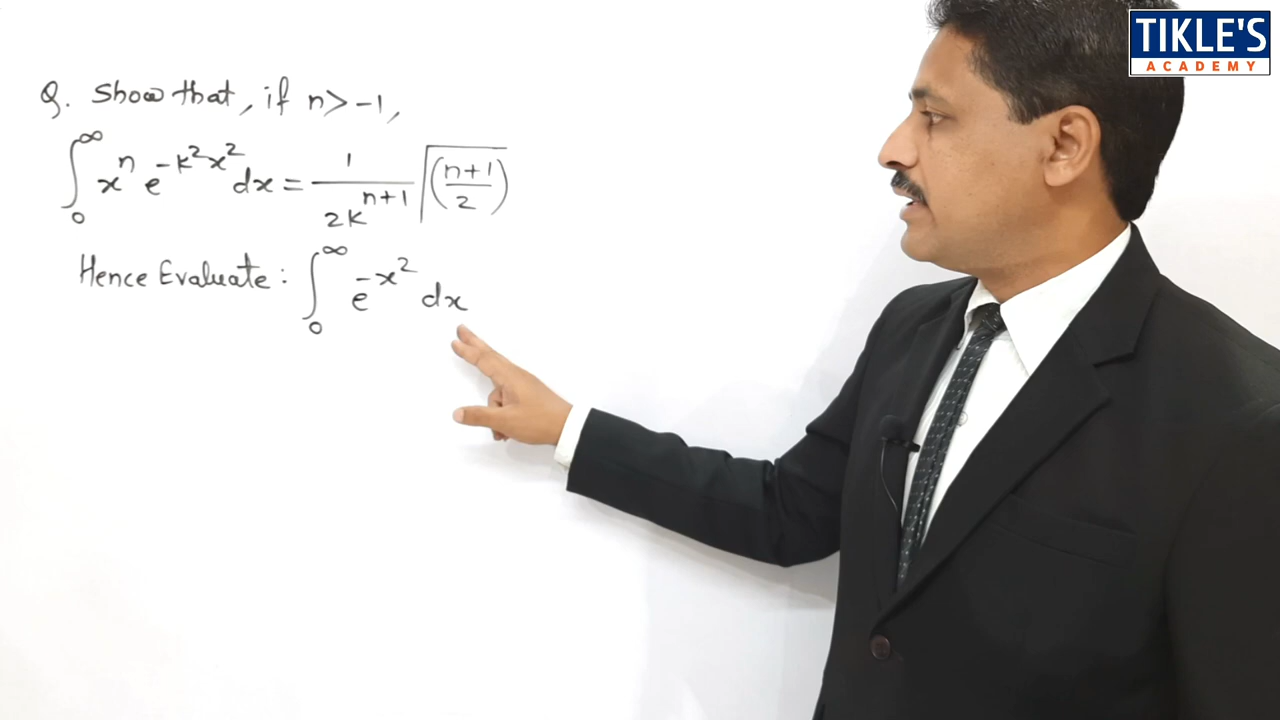 Q. Show that, if n > -1,
∫₀^∞ xⁿ e^(-k²x²) dx = 1/(2k^(n+1)) Γ((n+1)/2)
Hence Evaluate: ∫₀^∞ e^(-x²) dx
TIKLE'S
ACADEMY